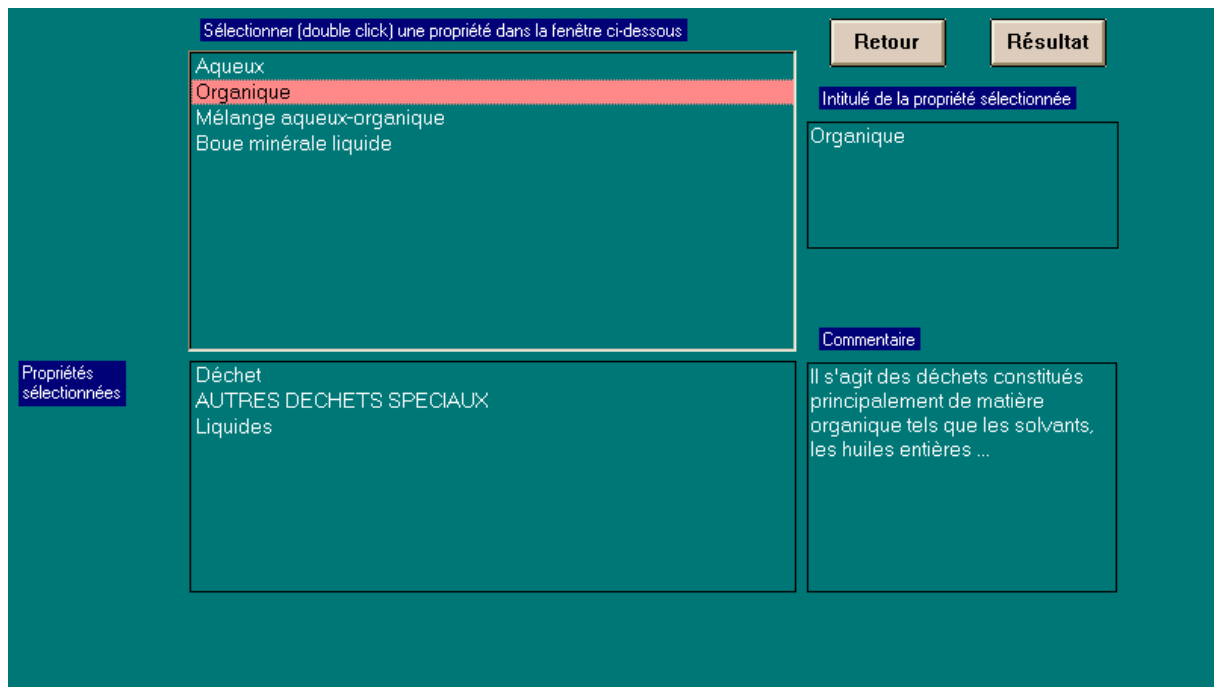 Sélectionner (double click) une propriété dans la fenêtre ci-dessous
Retour
Résultat
Aqueux
Organique
Mélange aqueux-organique
Boue minérale liquide
Intitulé de la propriété sélectionnée
Organique
Propriétés
sélectionnées
Déchet
AUTRES DECHETS SPECIAUX
Liquides
Commentaire
Il s'agit des déchets constitués
principalement de matière
organique tels que les solvants,
les huiles entières ...